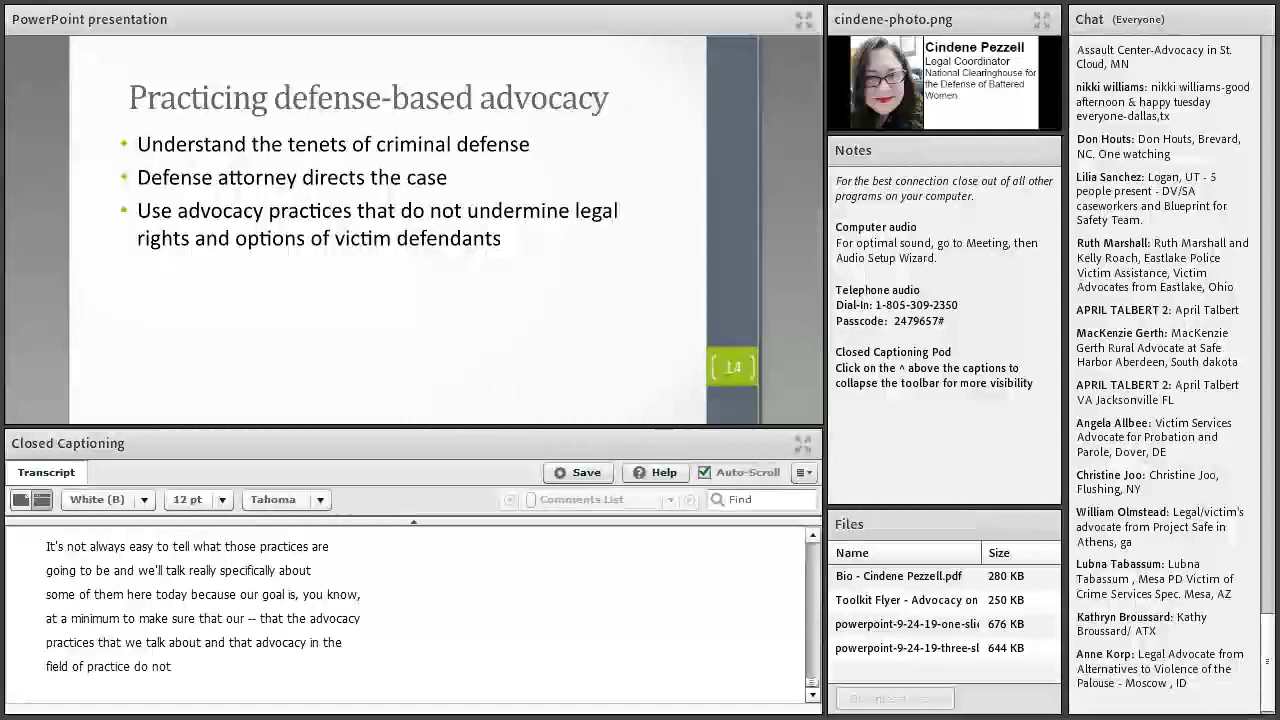 PowerPoint presentation
Practicing defense-based advocacy
Understand the tenets of criminal defense
Defense attorney directs the case
Use advocacy practices that do not undermine legal
rights and options of victim defendants
14
Closed Captioning
Transcript
Save
Help
Auto-Scroll
White (B)
12 pt
Tahoma
Comments List
Find
It's not always easy to tell what those practices are
going to be and we'll talk really specifically about
some of them here today because our goal is, you know,
at a minimum to make sure that our -- that the advocacy
practices that we talk about and that advocacy in the
field of practice do not
cindene-photo.png
Cindene Pezzell
Legal Coordinator
National Clearinghouse for
the Defense of Battered
Women
Notes
For the best connection close out of all other
programs on your computer.
Computer audio
For optimal sound, go to Meeting, then
Audio Setup Wizard.
Telephone audio
Dial-In: 1-805-309-2350
Passcode: 2479657#
Closed Captioning Pod
Click on the ^ above the captions to
collapse the toolbar for more visibility
Files
Name Size
Bio - Cindene Pezzell.pdf 280 KB
Toolkit Flyer - Advocacy on 250 KB
powerpoint-9-24-19-one-sli 676 KB
powerpoint-9-24-19-three-sl 644 KB
Chat (Everyone)
Assault Center-Advocacy in St.
Cloud, MN
nikki williams: nikki williams-good
afternoon & happy tuesday
everyone-dallas,tx
Don Houts: Don Houts, Brevard,
NC. One watching
Lilia Sanchez: Logan, UT - 5
people present - DV/SA
caseworkers and Blueprint for
Safety Team.
Ruth Marshall: Ruth Marshall and
Kelly Roach, Eastlake Police
Victim Assistance, Victim
Advocates from Eastlake, Ohio
APRIL TALBERT 2: April Talbert
MacKenzie Gerth: MacKenzie
Gerth Rural Advocate at Safe
Harbor Aberdeen, South dakota
APRIL TALBERT 2: April Talbert
VA Jacksonville FL
Angela Allbee: Victim Services
Advocate for Probation and
Parole, Dover, DE
Christine Joo: Christine Joo,
Flushing, NY
William Olmstead: Legal/victim's
advocate from Project Safe in
Athens, ga
Lubna Tabassum: Lubna
Tabassum , Mesa PD Victim of
Crime Services Spec. Mesa, AZ
Kathryn Broussard: Kathy
Broussard/ ATX
Anne Korp: Legal Advocate from
Alternatives to Violence of the
Palouse - Moscow , ID